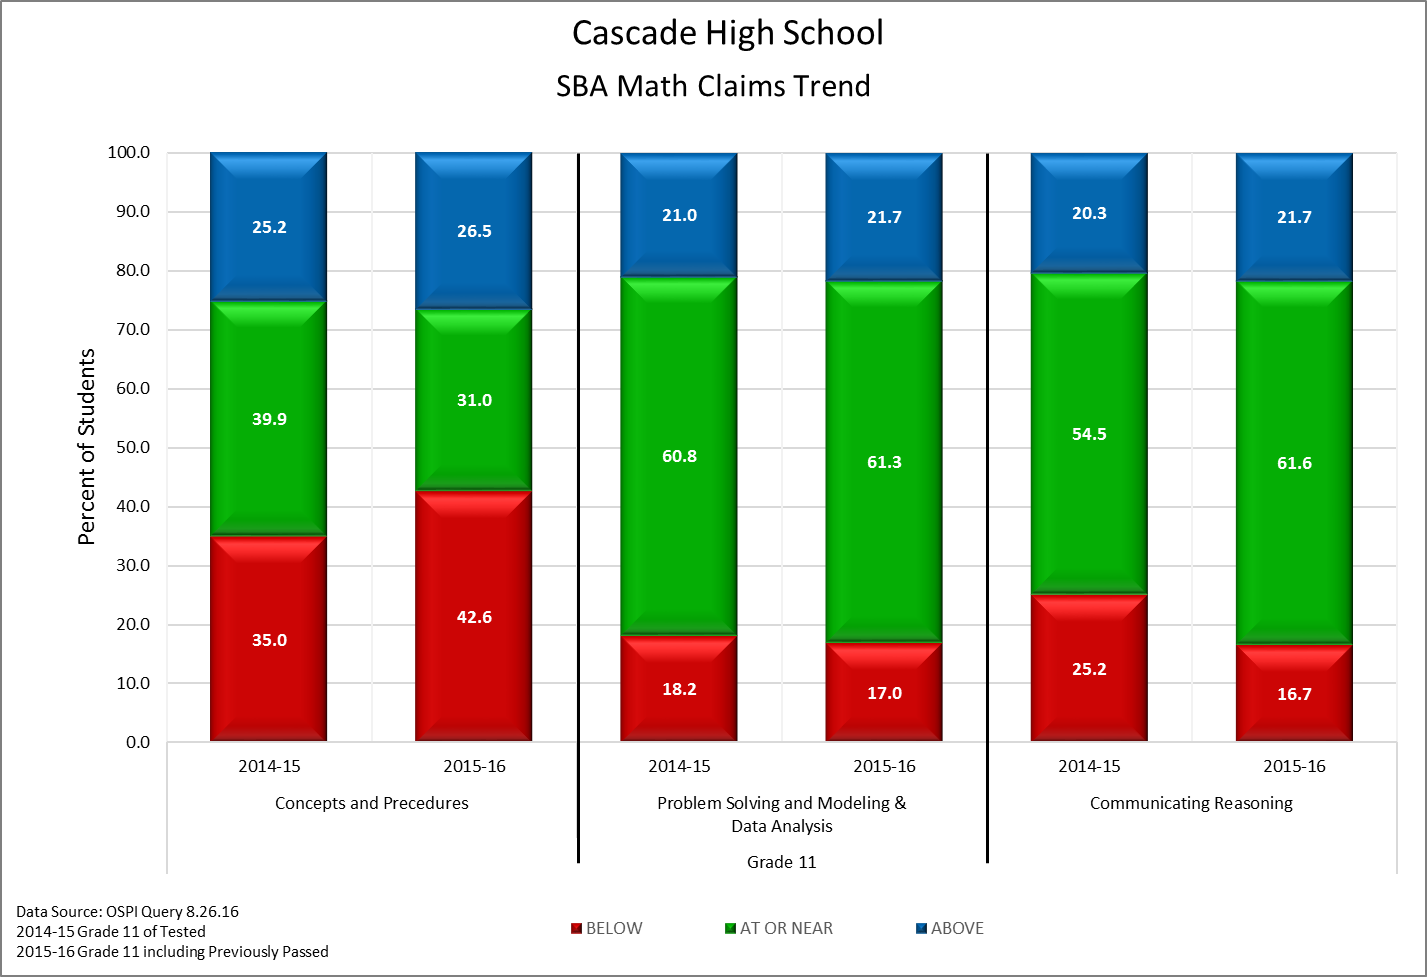 Cascade High School
SBA Math Claims Trend
Percent of Students
100.0
90.0
80.0
70.0
60.0
50.0
40.0
30.0
20.0
10.0
0.0
25.2
26.5
21.0
21.7
20.3
21.7
39.9
31.0
60.8
61.3
54.5
61.6
35.0
42.6
18.2
17.0
25.2
16.7
2014-15
2015-16
2014-15
2015-16
2014-15
2015-16
Concepts and Precedures
Problem Solving and Modeling &
Data Analysis
Communicating Reasoning
Grade 11
Data Source: OSPI Query 8.26.16
2014-15 Grade 11 of Tested
2015-16 Grade 11 including Previously Passed
BELOW
AT OR NEAR
ABOVE